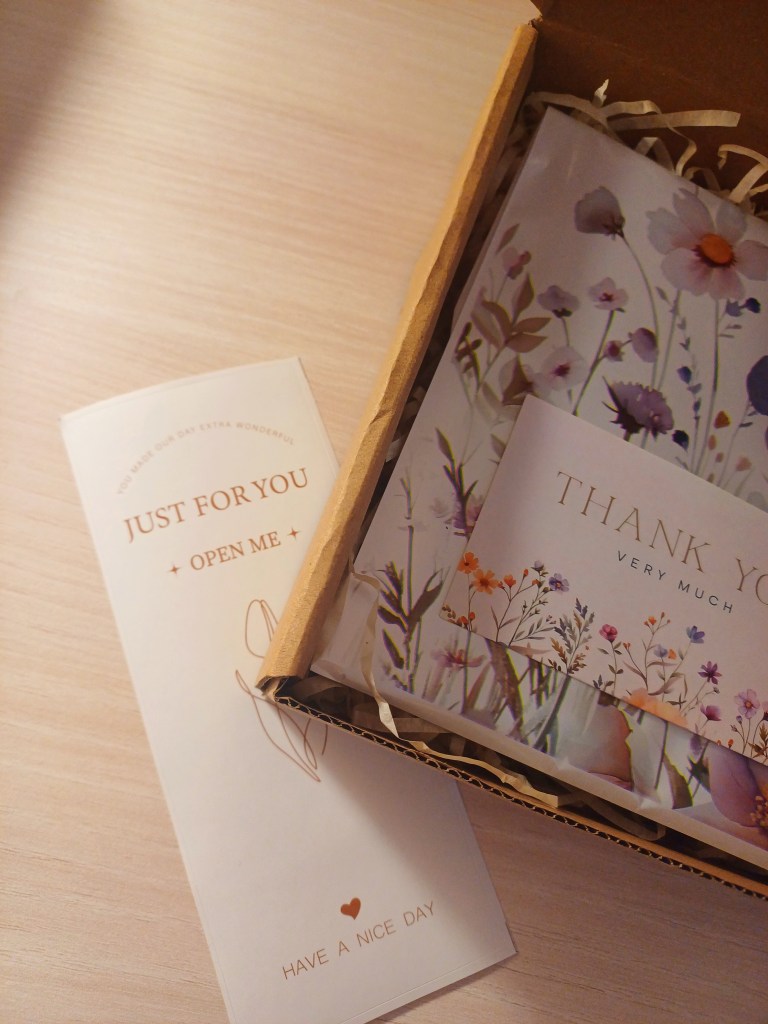 YOU MADE OUR DAY EXTRA WONDERFUL
JUST FOR YOU
OPEN ME
HAVE A NICE DAY
THANK YO
VERY MUCH